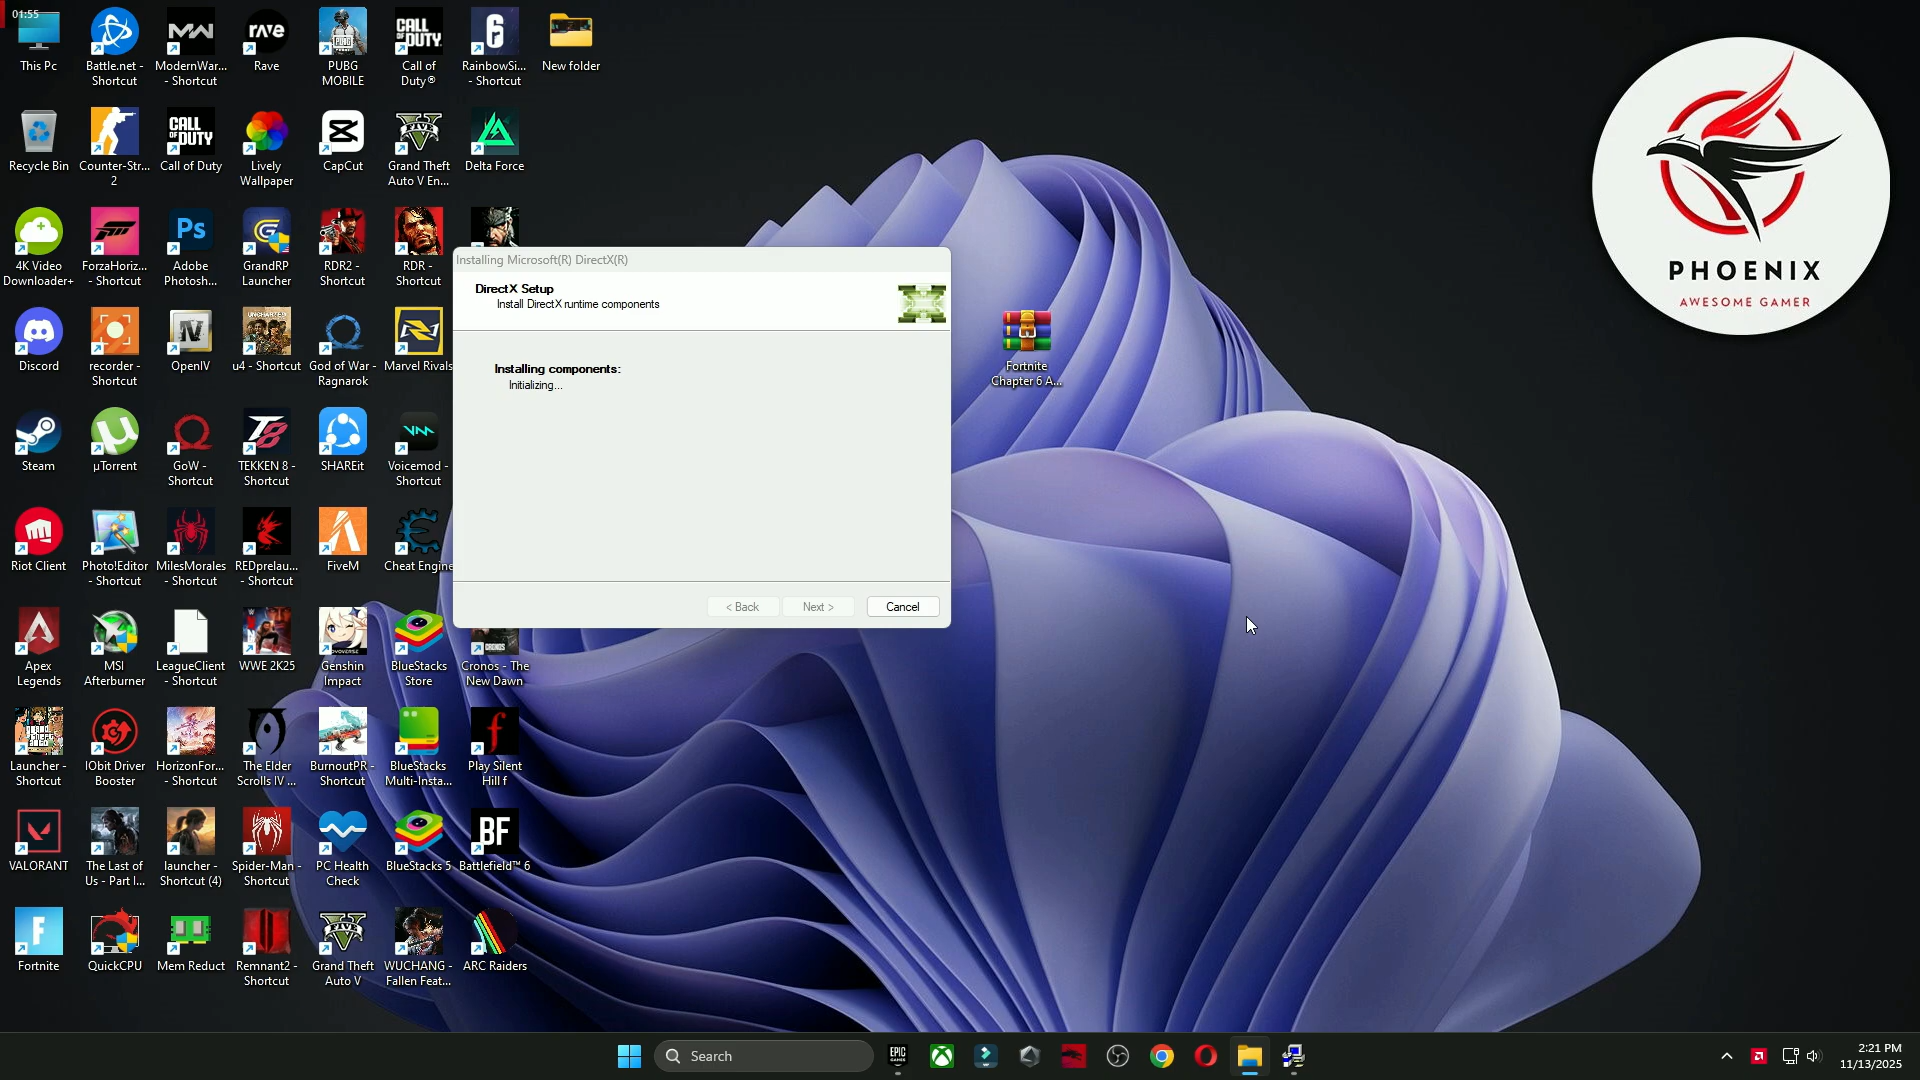 01:55
This Pc
Battle.net -
Shortcut
ModernWar...
- Shortcut
Rave
PUBG
MOBILE
Call of
Duty®
RainbowSi...
- Shortcut
New folder
Recycle Bin
Counter-Str...
2
Call of Duty
Lively
Wallpaper
CapCut
Grand Theft
Auto V En...
Delta Force
4K Video
Downloader+
ForzaHoriz...
- Shortcut
Adobe
Photosh...
GrandRP
Launcher
RDR2 -
Shortcut
RDR -
Shortcut
Discord
recorder -
Shortcut
OpenIV
u4 - Shortcut
God of War -
Ragnarok
Marvel Rivals
Steam
µTorrent
GoW -
Shortcut
TEKKEN 8 -
Shortcut
SHAREit
Voicemod -
Shortcut
Riot Client
Photo!Editor
- Shortcut
MilesMorales
- Shortcut
REDprelau...
- Shortcut
FiveM
Cheat Engine
Apex
Legends
MSI
Afterburner
LeagueClient
- Shortcut
WWE 2K25
Genshin
Impact
BlueStacks
Store
Cronos - The
New Dawn
Launcher -
Shortcut
IObit Driver
Booster
HorizonFor...
- Shortcut
The Elder
Scrolls IV ...
BurnoutPR -
Shortcut
BlueStacks
Multi-Insta...
Play Silent
Hill f
VALORANT
The Last of
Us - Part I...
launcher -
Shortcut (4)
Spider-Man -
Shortcut
PC Health
Check
BlueStacks 5
Battlefield™ 6
Fortnite
QuickCPU
Mem Reduct
Remnant2 -
Shortcut
Grand Theft
Auto V
WUCHANG -
Fallen Feat...
ARC Raiders
Installing Microsoft(R) DirectX(R)
DirectX Setup
Install DirectX runtime components
Installing components:
Initializing...
< Back
Next >
Cancel
Fortnite
Chapter 6 A...
PHOENIX
AWESOME GAMER
Search
2:21 PM
11/13/2025